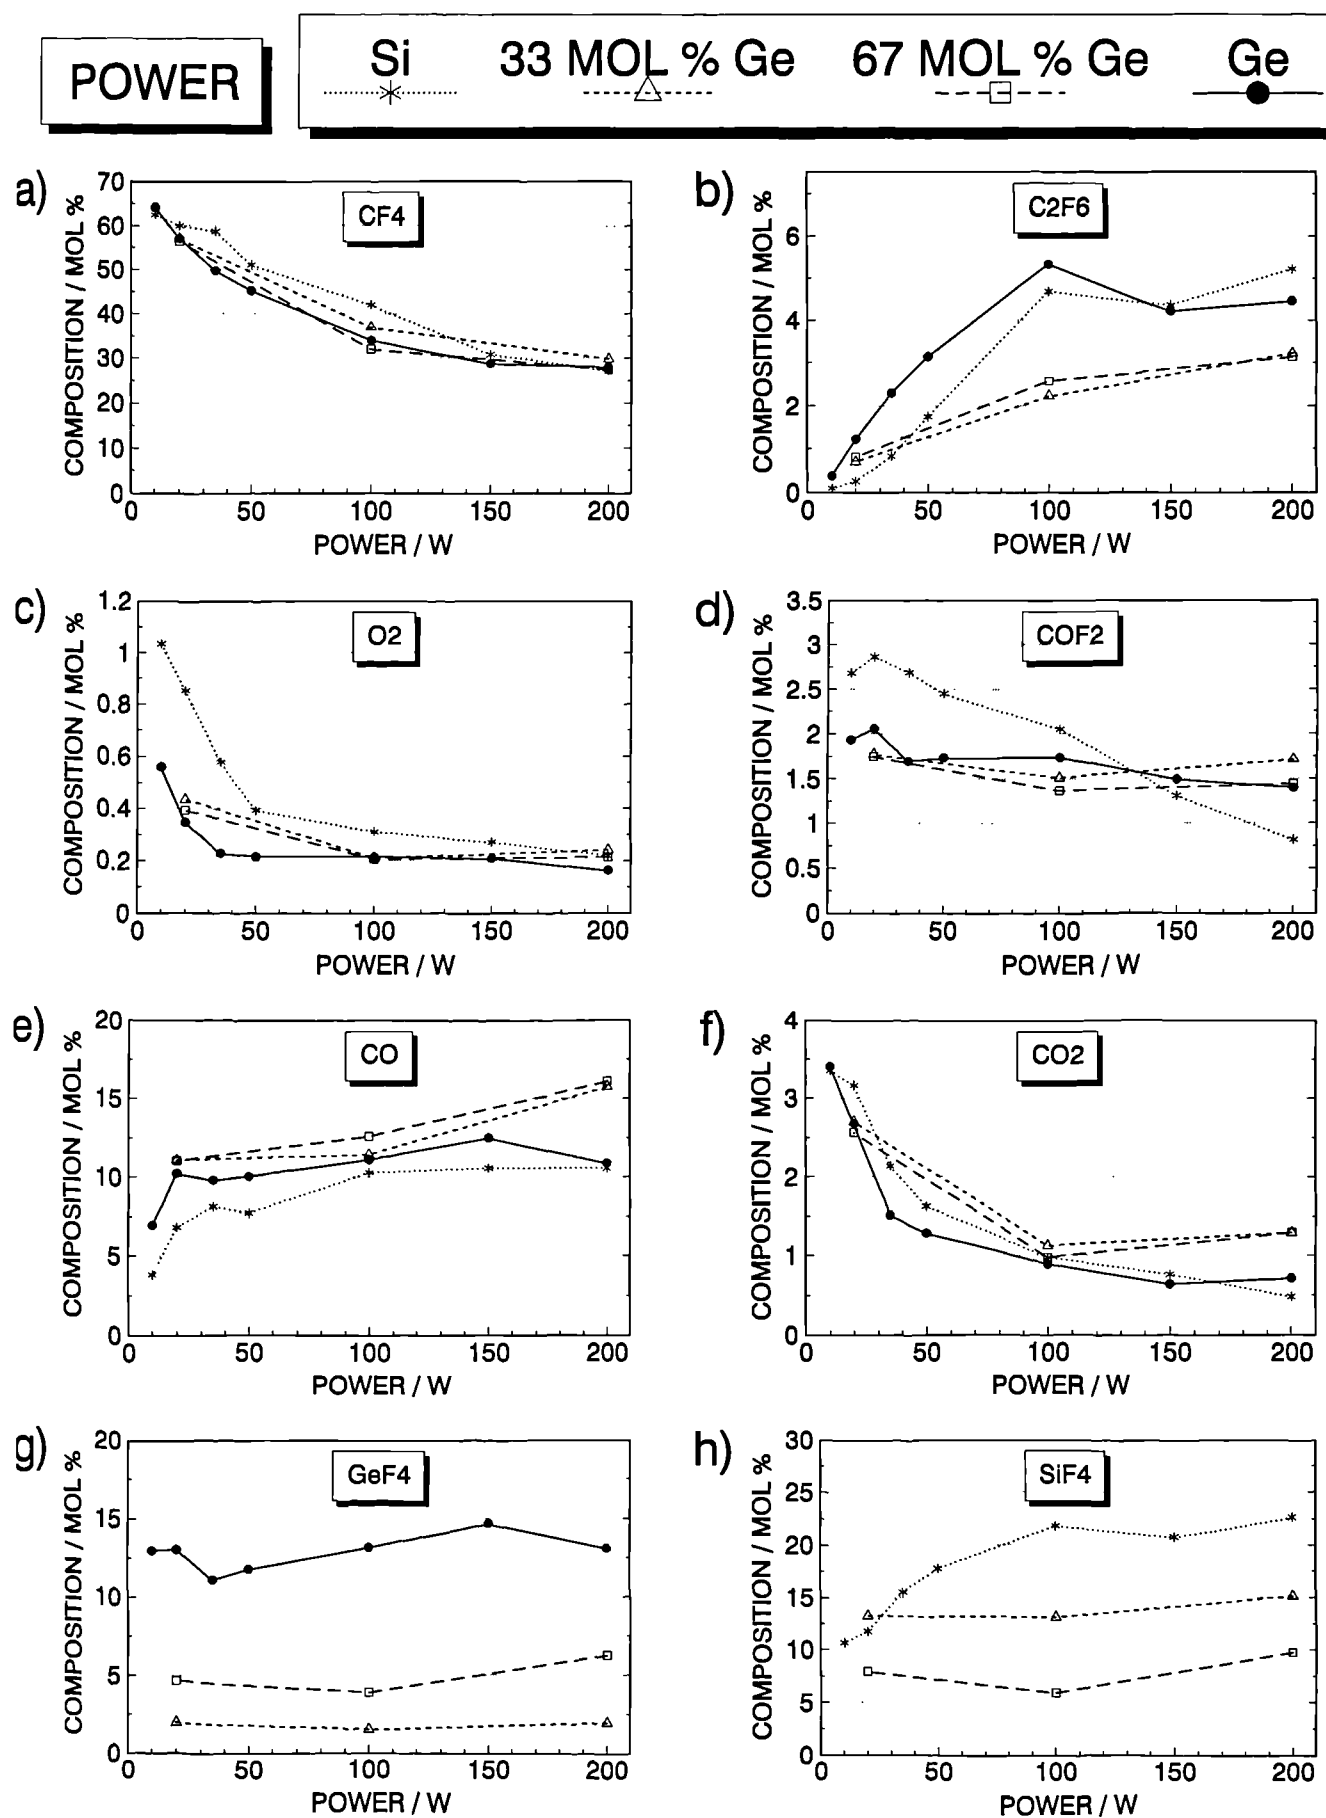 POWER
Si 33 MOL % Ge 67 MOL % Ge Ge
a)
COMPOSITION / MOL %
CF4
70
60
50
40
30
20
10
0
0 50 100 150 200
POWER / W
b)
COMPOSITION / MOL %
C2F6
6
4
2
0
0 50 100 150 200
POWER / W
c)
COMPOSITION / MOL %
O2
1.2
1
0.8
0.6
0.4
0.2
0
0 50 100 150 200
POWER / W
d)
COMPOSITION / MOL %
COF2
3.5
3
2.5
2
1.5
1
0.5
0
0 50 100 150 200
POWER / W
e)
COMPOSITION / MOL %
CO
20
15
10
5
0
0 50 100 150 200
POWER / W
f)
COMPOSITION / MOL %
CO2
4
3
2
1
0
0 50 100 150 200
POWER / W
g)
COMPOSITION / MOL %
GeF4
20
15
10
5
0
0 50 100 150 200
POWER / W
h)
COMPOSITION / MOL %
SiF4
30
25
20
15
10
5
0
0 50 100 150 200
POWER / W